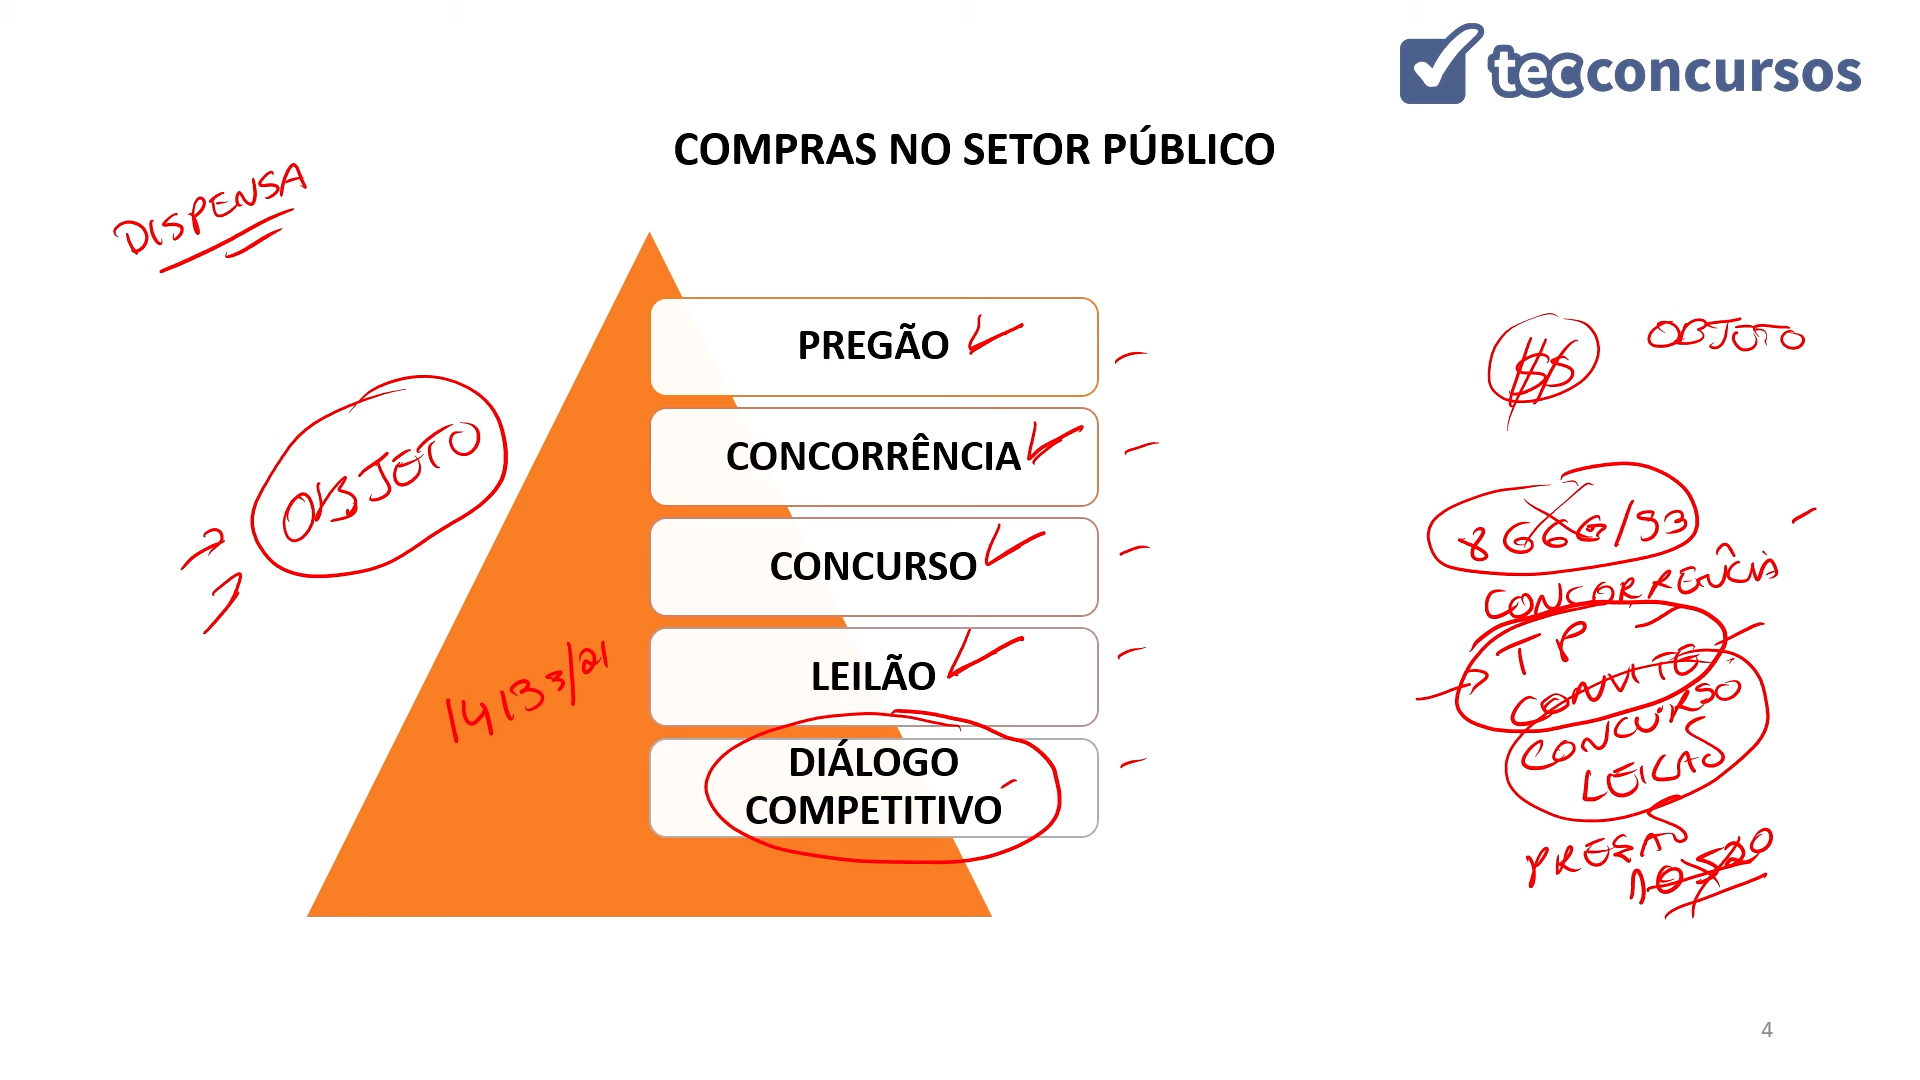 tecconcursos
COMPRAS NO SETOR PÚBLICO
DISPENSA
PREGÃO
CONCORRÊNCIA
CONCURSO
LEILÃO
DIÁLOGO
COMPETITIVO
OBJETO
14133/21
$$
OBJETO
8666/93
CONCORRÊNCIA
TP
CONVITE
CONCURSO
LEILÃO
PREGÃO
10520
4